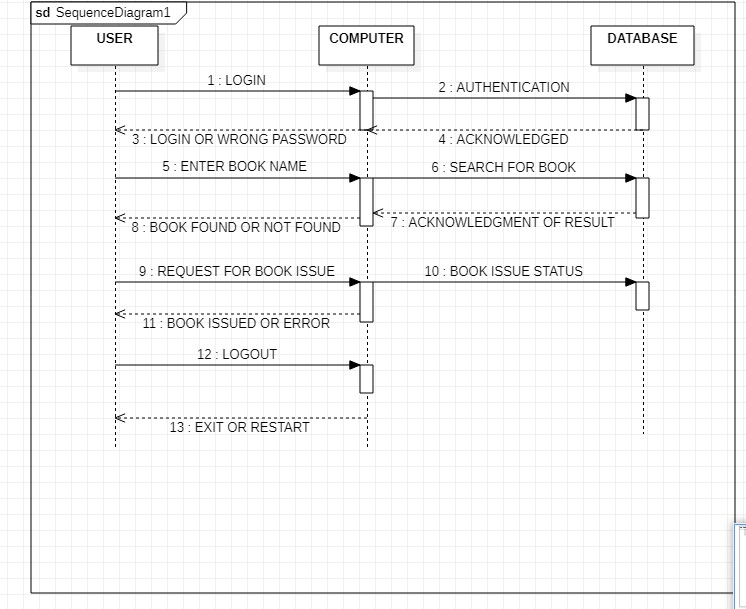 sd SequenceDiagram1
USER
COMPUTER
DATABASE
1 : LOGIN
2 : AUTHENTICATION
3 : LOGIN OR WRONG PASSWORD
4 : ACKNOWLEDGED
5 : ENTER BOOK NAME
6 : SEARCH FOR BOOK
7 : ACKNOWLEDGMENT OF RESULT
8 : BOOK FOUND OR NOT FOUND
9 : REQUEST FOR BOOK ISSUE
10 : BOOK ISSUE STATUS
11 : BOOK ISSUED OR ERROR
12 : LOGOUT
13 : EXIT OR RESTART